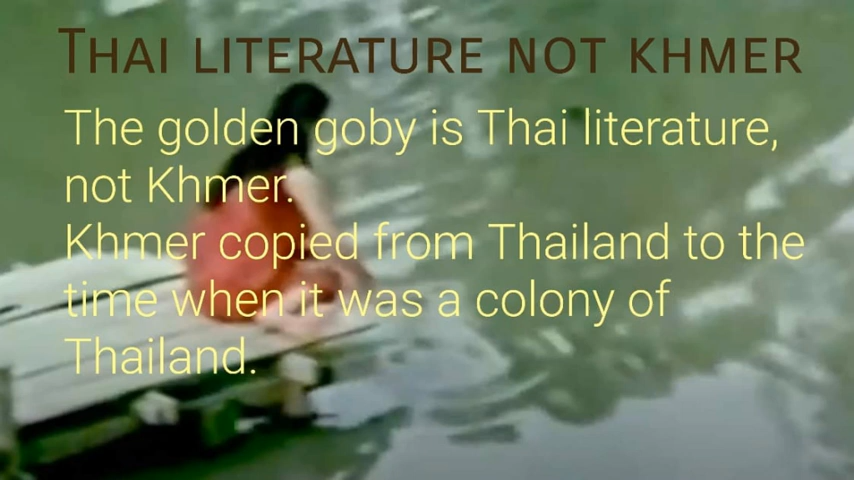 THAI LITERATURE NOT KHMER
The golden goby is Thai literature,
not Khmer.
Khmer copied from Thailand to the
time when it was a colony of
Thailand.